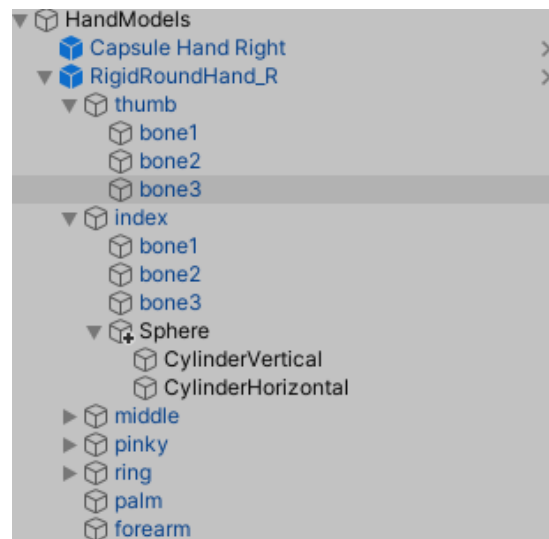 HandModels
Capsule Hand Right
RigidRoundHand_R
thumb
bone1
bone2
bone3
index
bone1
bone2
bone3
Sphere
CylinderVertical
CylinderHorizontal
middle
pinky
ring
palm
forearm